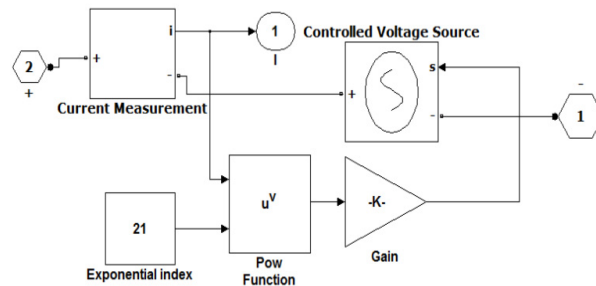 i
1
I
Controlled Voltage Source
2
+
+
-
Current Measurement
+
s
-
-
1
21
Exponential index
u^v
Pow
Function
-K-
Gain